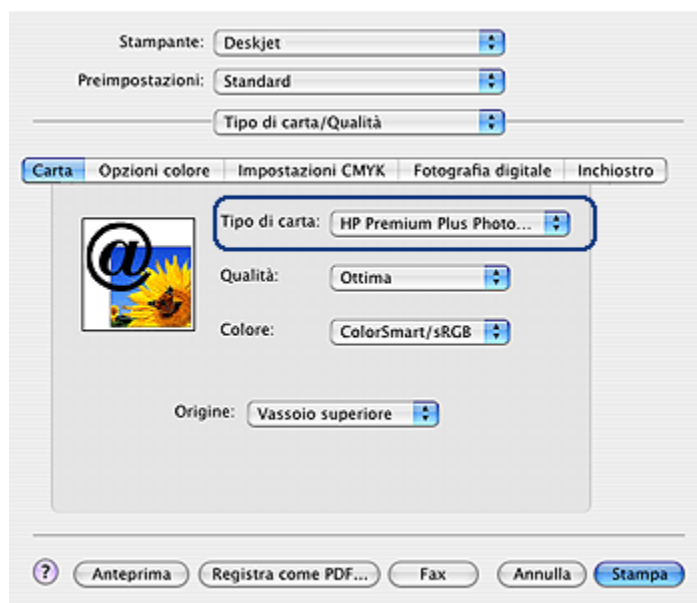 Stampante: Deskjet
Preimpostazioni: Standard
Tipo di carta/Qualità
Carta Opzioni colore Impostazioni CMYK Fotografia digitale Inchiostro
Tipo di carta: HP Premium Plus Photo...
@
Qualità: Ottima
Colore: ColorSmart/sRGB
Origine: Vassoio superiore
? Anteprima Registra come PDF... Fax Annulla Stampa